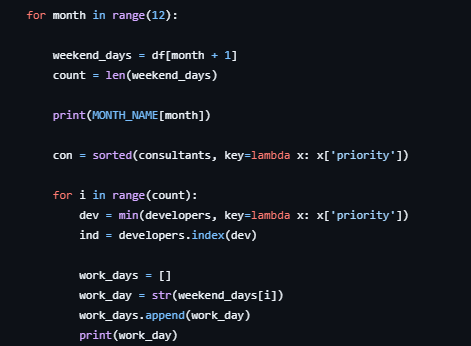 for month in range(12):
weekend_days = df[month + 1]
count = len(weekend_days)
print(MONTH_NAME[month])
con = sorted(consultants, key=lambda x: x['priority'])
for i in range(count):
dev = min(developers, key=lambda x: x['priority'])
ind = developers.index(dev)
work_days = []
work_day = str(weekend_days[i])
work_days.append(work_day)
print(work_day)